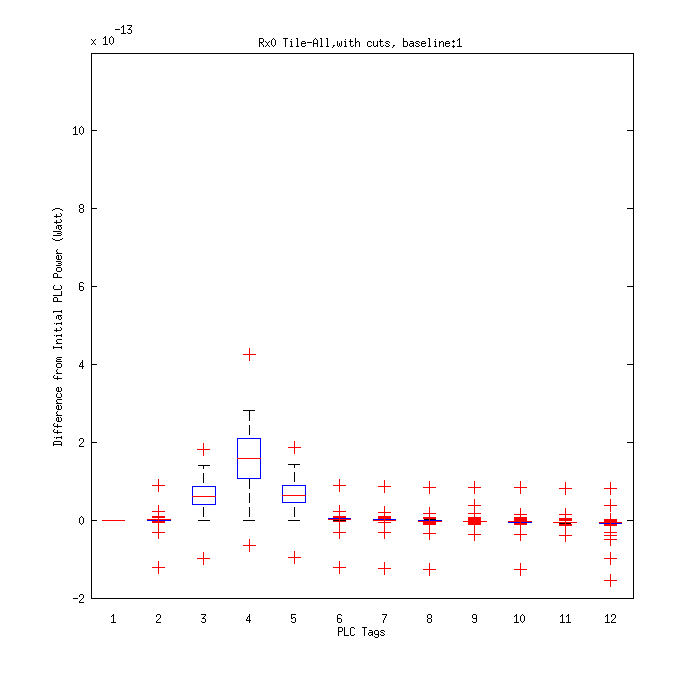 x 10
-13
Rx0 Tile-All,with cuts, baseline:1
10
8
6
4
2
0
-2
Difference from Initial PLC Power (Watt)
1 2 3 4 5 6 7 8 9 10 11 12
PLC Tags